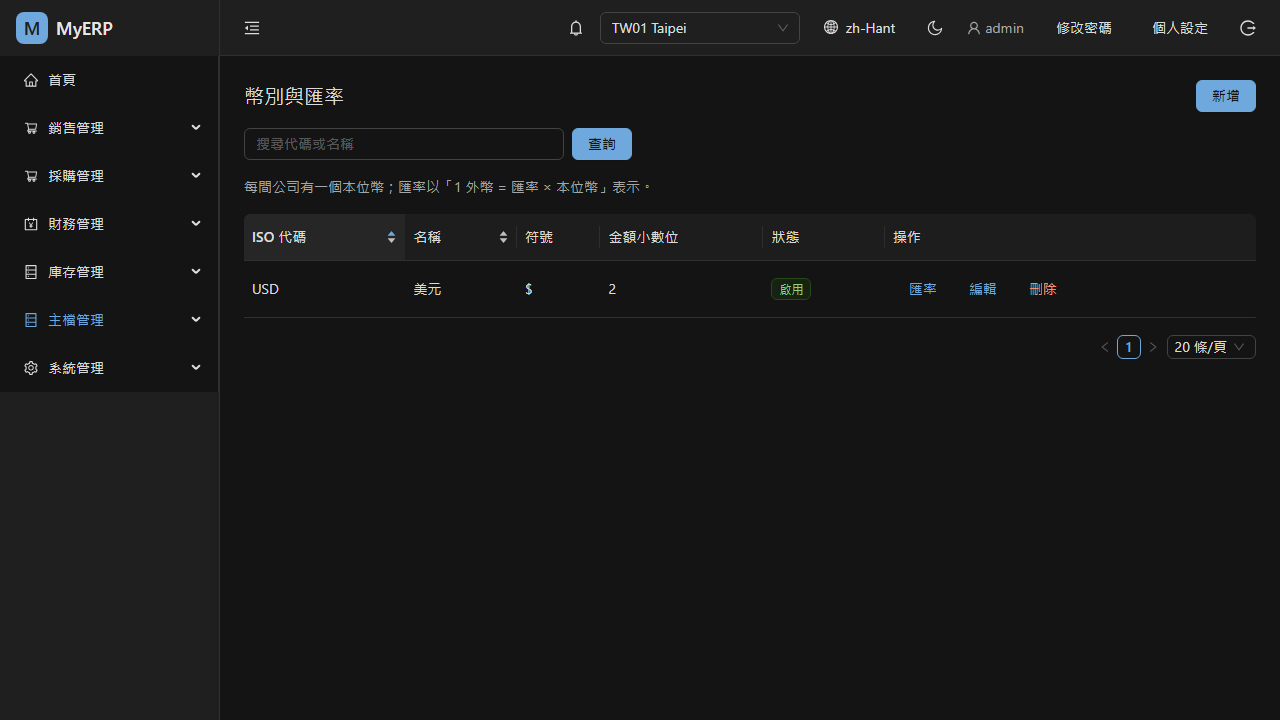 M MyERP
TW01 Taipei
zh-Hant
admin
修改密碼
個人設定
首頁
銷售管理
採購管理
財務管理
庫存管理
主檔管理
系統管理
幣別與匯率
新增
搜尋代碼或名稱
查詢
每間公司有一個本位幣；匯率以「1 外幣 = 匯率 × 本位幣」表示。
ISO 代碼 名稱 符號 金額小數位 狀態 操作
USD 美元 $ 2 啟用 匯率 編輯 刪除
1 20 條/頁